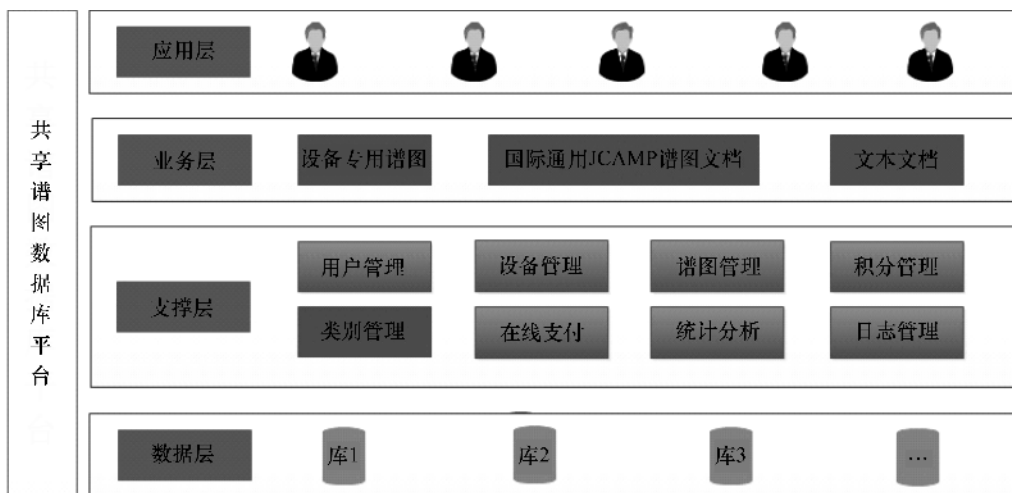 共享谱图数据库平台
应用层
业务层
设备专用谱图
国际通用JCAMP谱图文档
文本文档
支撑层
用户管理
设备管理
谱图管理
积分管理
类别管理
在线支付
统计分析
日志管理
数据层
库1
库2
库3
...